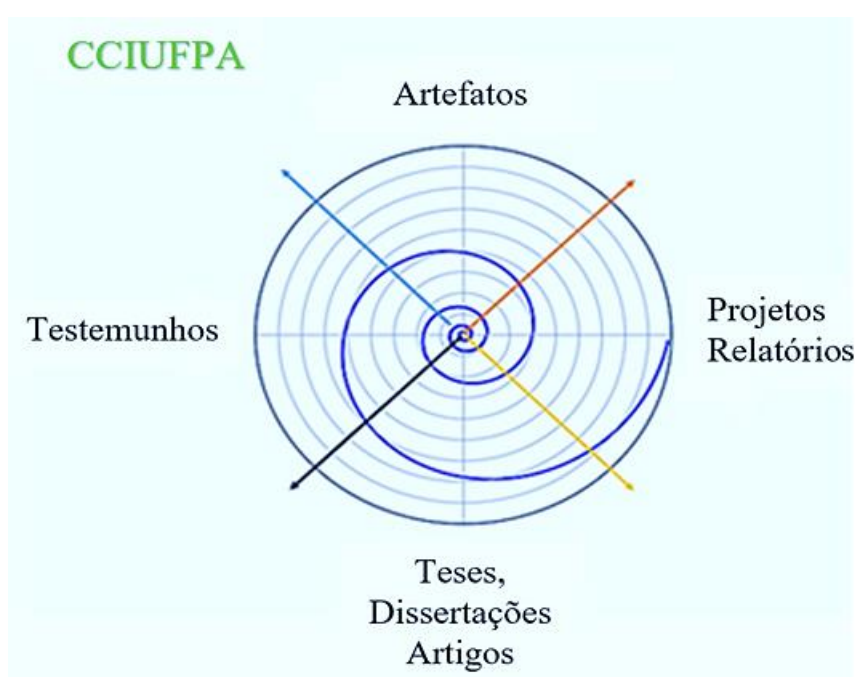 CCIUFPA
Artefatos
Testemunhos
Projetos
Relatórios
Teses,
Dissertações
Artigos